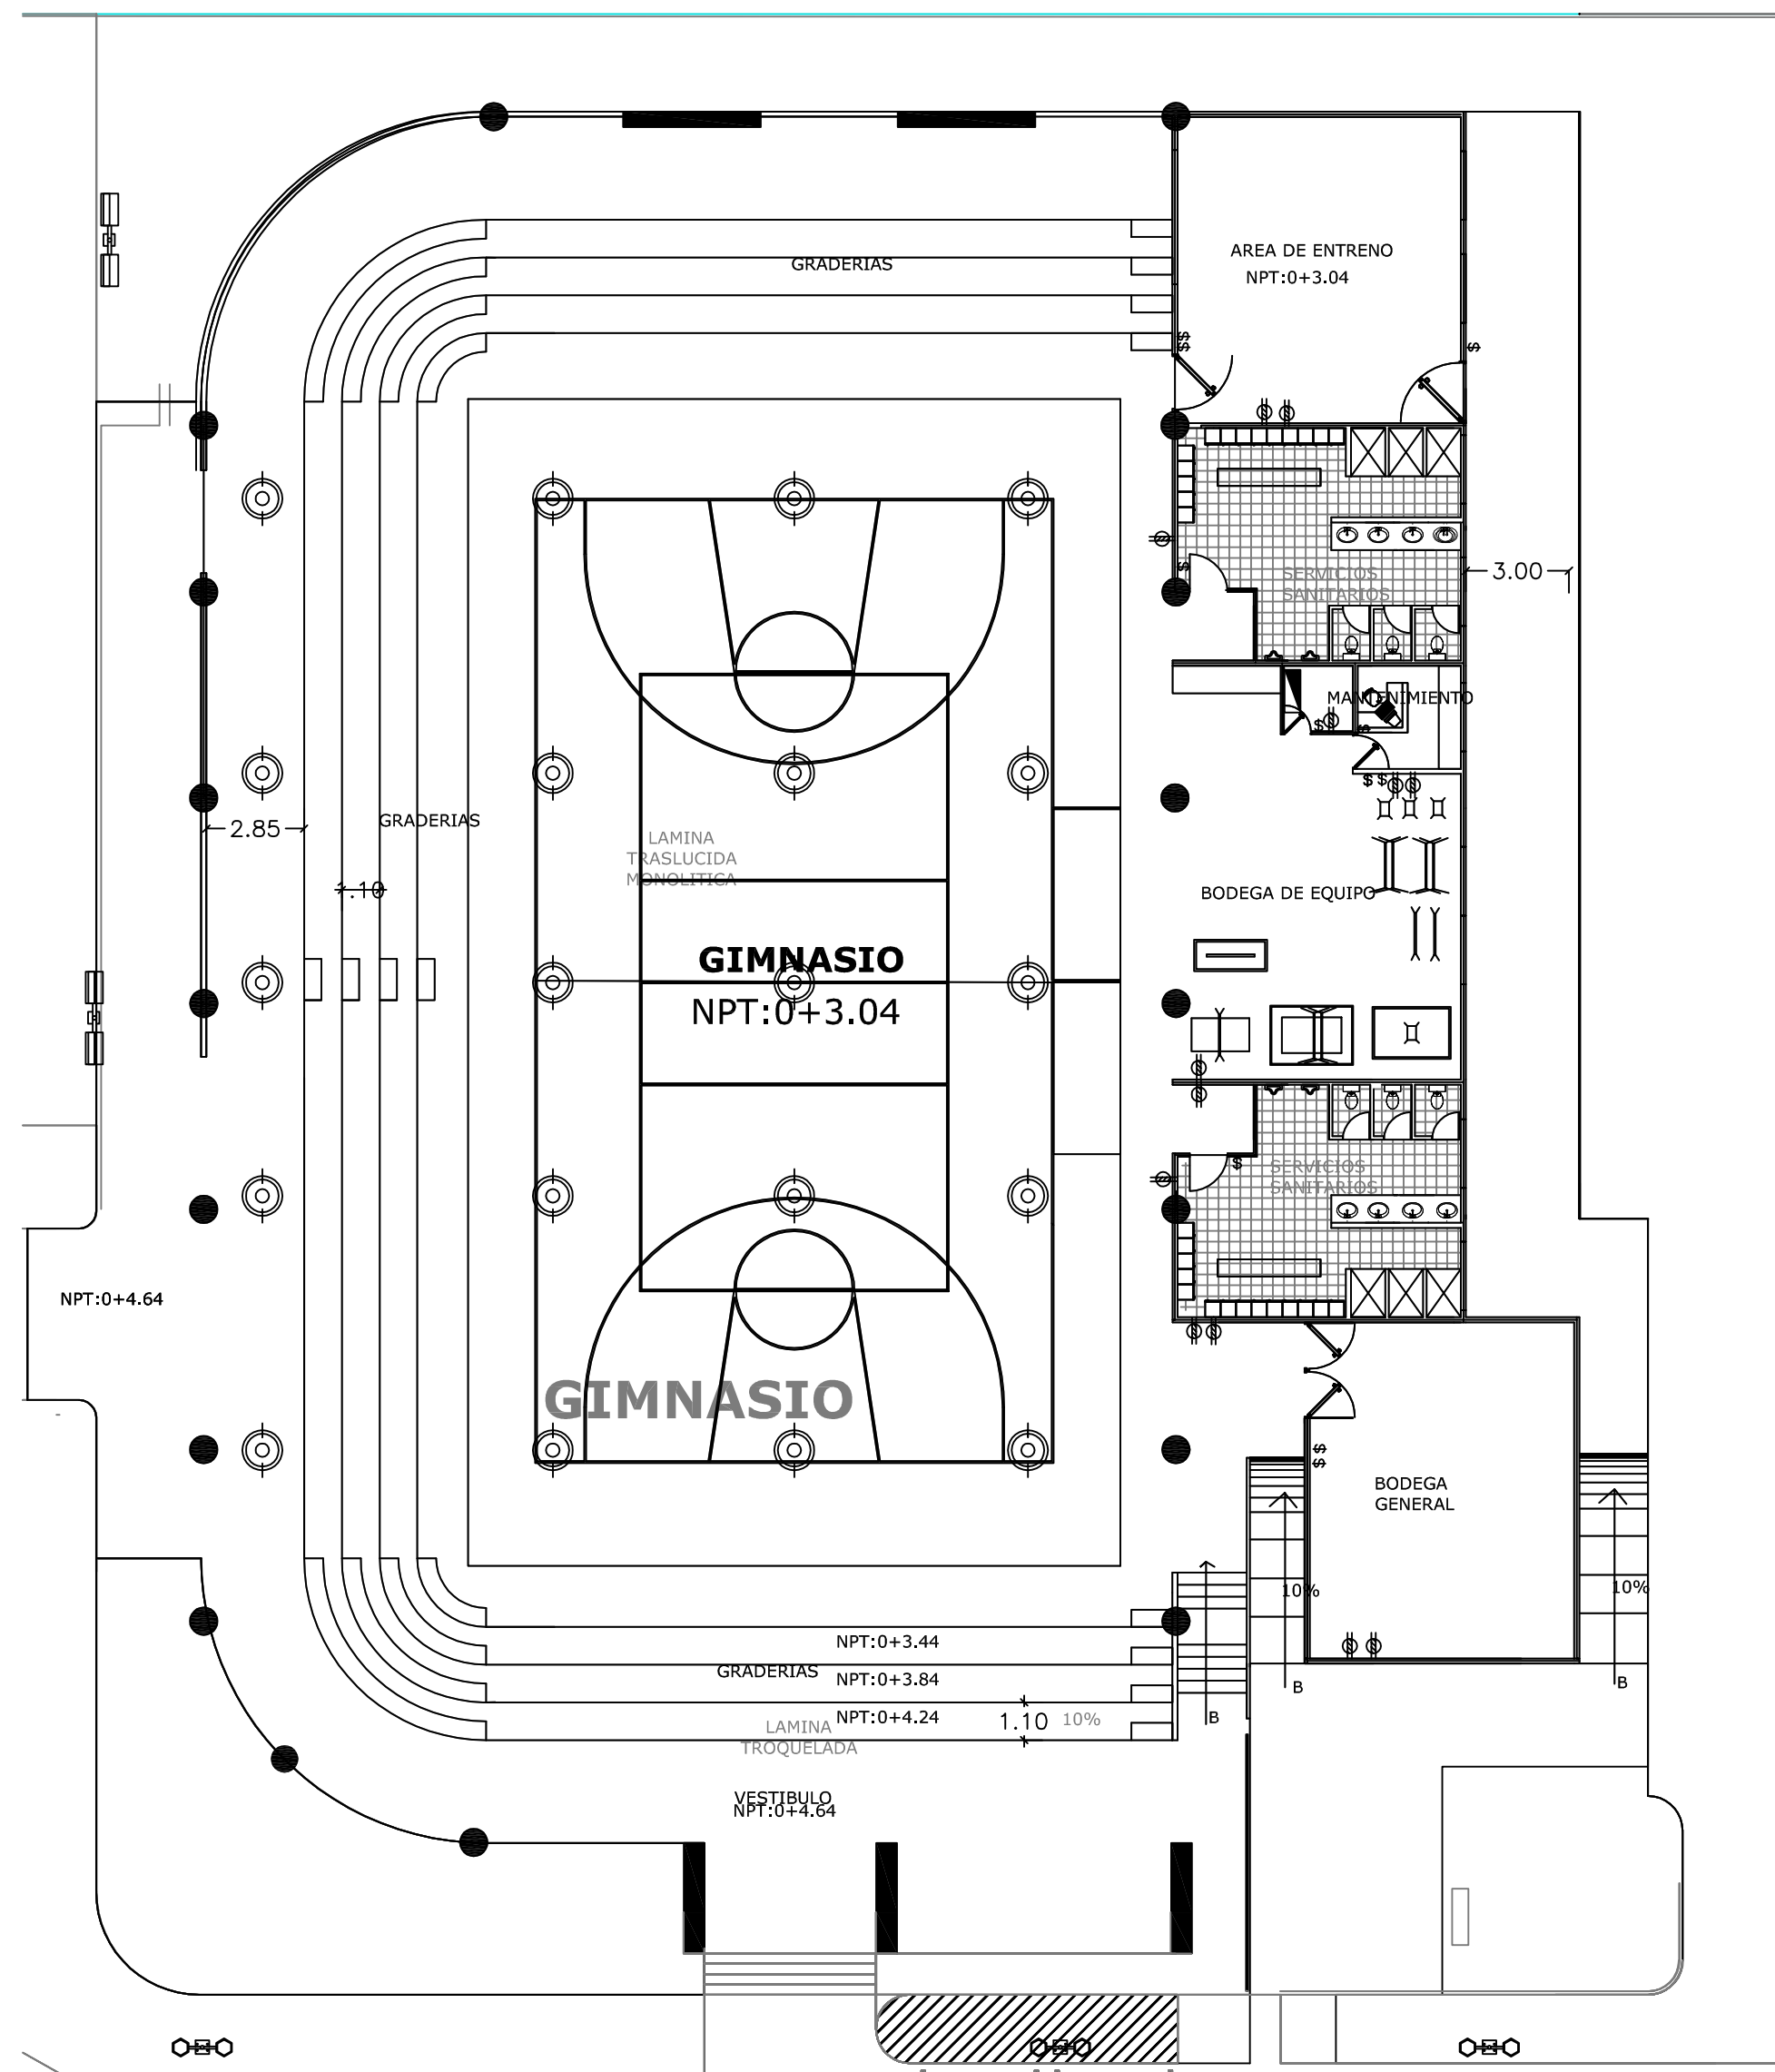 GRADERIAS
AREA DE ENTRENO
NPT:0+3.04
$
$
$
SERVICIOS
SANITARIOS
3.00
$
MANTENIMIENTO
$
$
$ $
GRADERIAS
2.85
LAMINA
TRASLUCIDA
MONOLITICA
1.10
BODEGA DE EQUIPO
GIMNASIO
NPT:0+3.04
$
SERVICIOS
SANITARIOS
NPT:0+4.64
GIMNASIO
$
$
BODEGA
GENERAL
10%
10%
NPT:0+3.44
GRADERIAS
NPT:0+3.84
B
B
NPT:0+4.24
1.10
10%
B
LAMINA
TROQUELADA
VESTIBULO
NPT:0+4.64